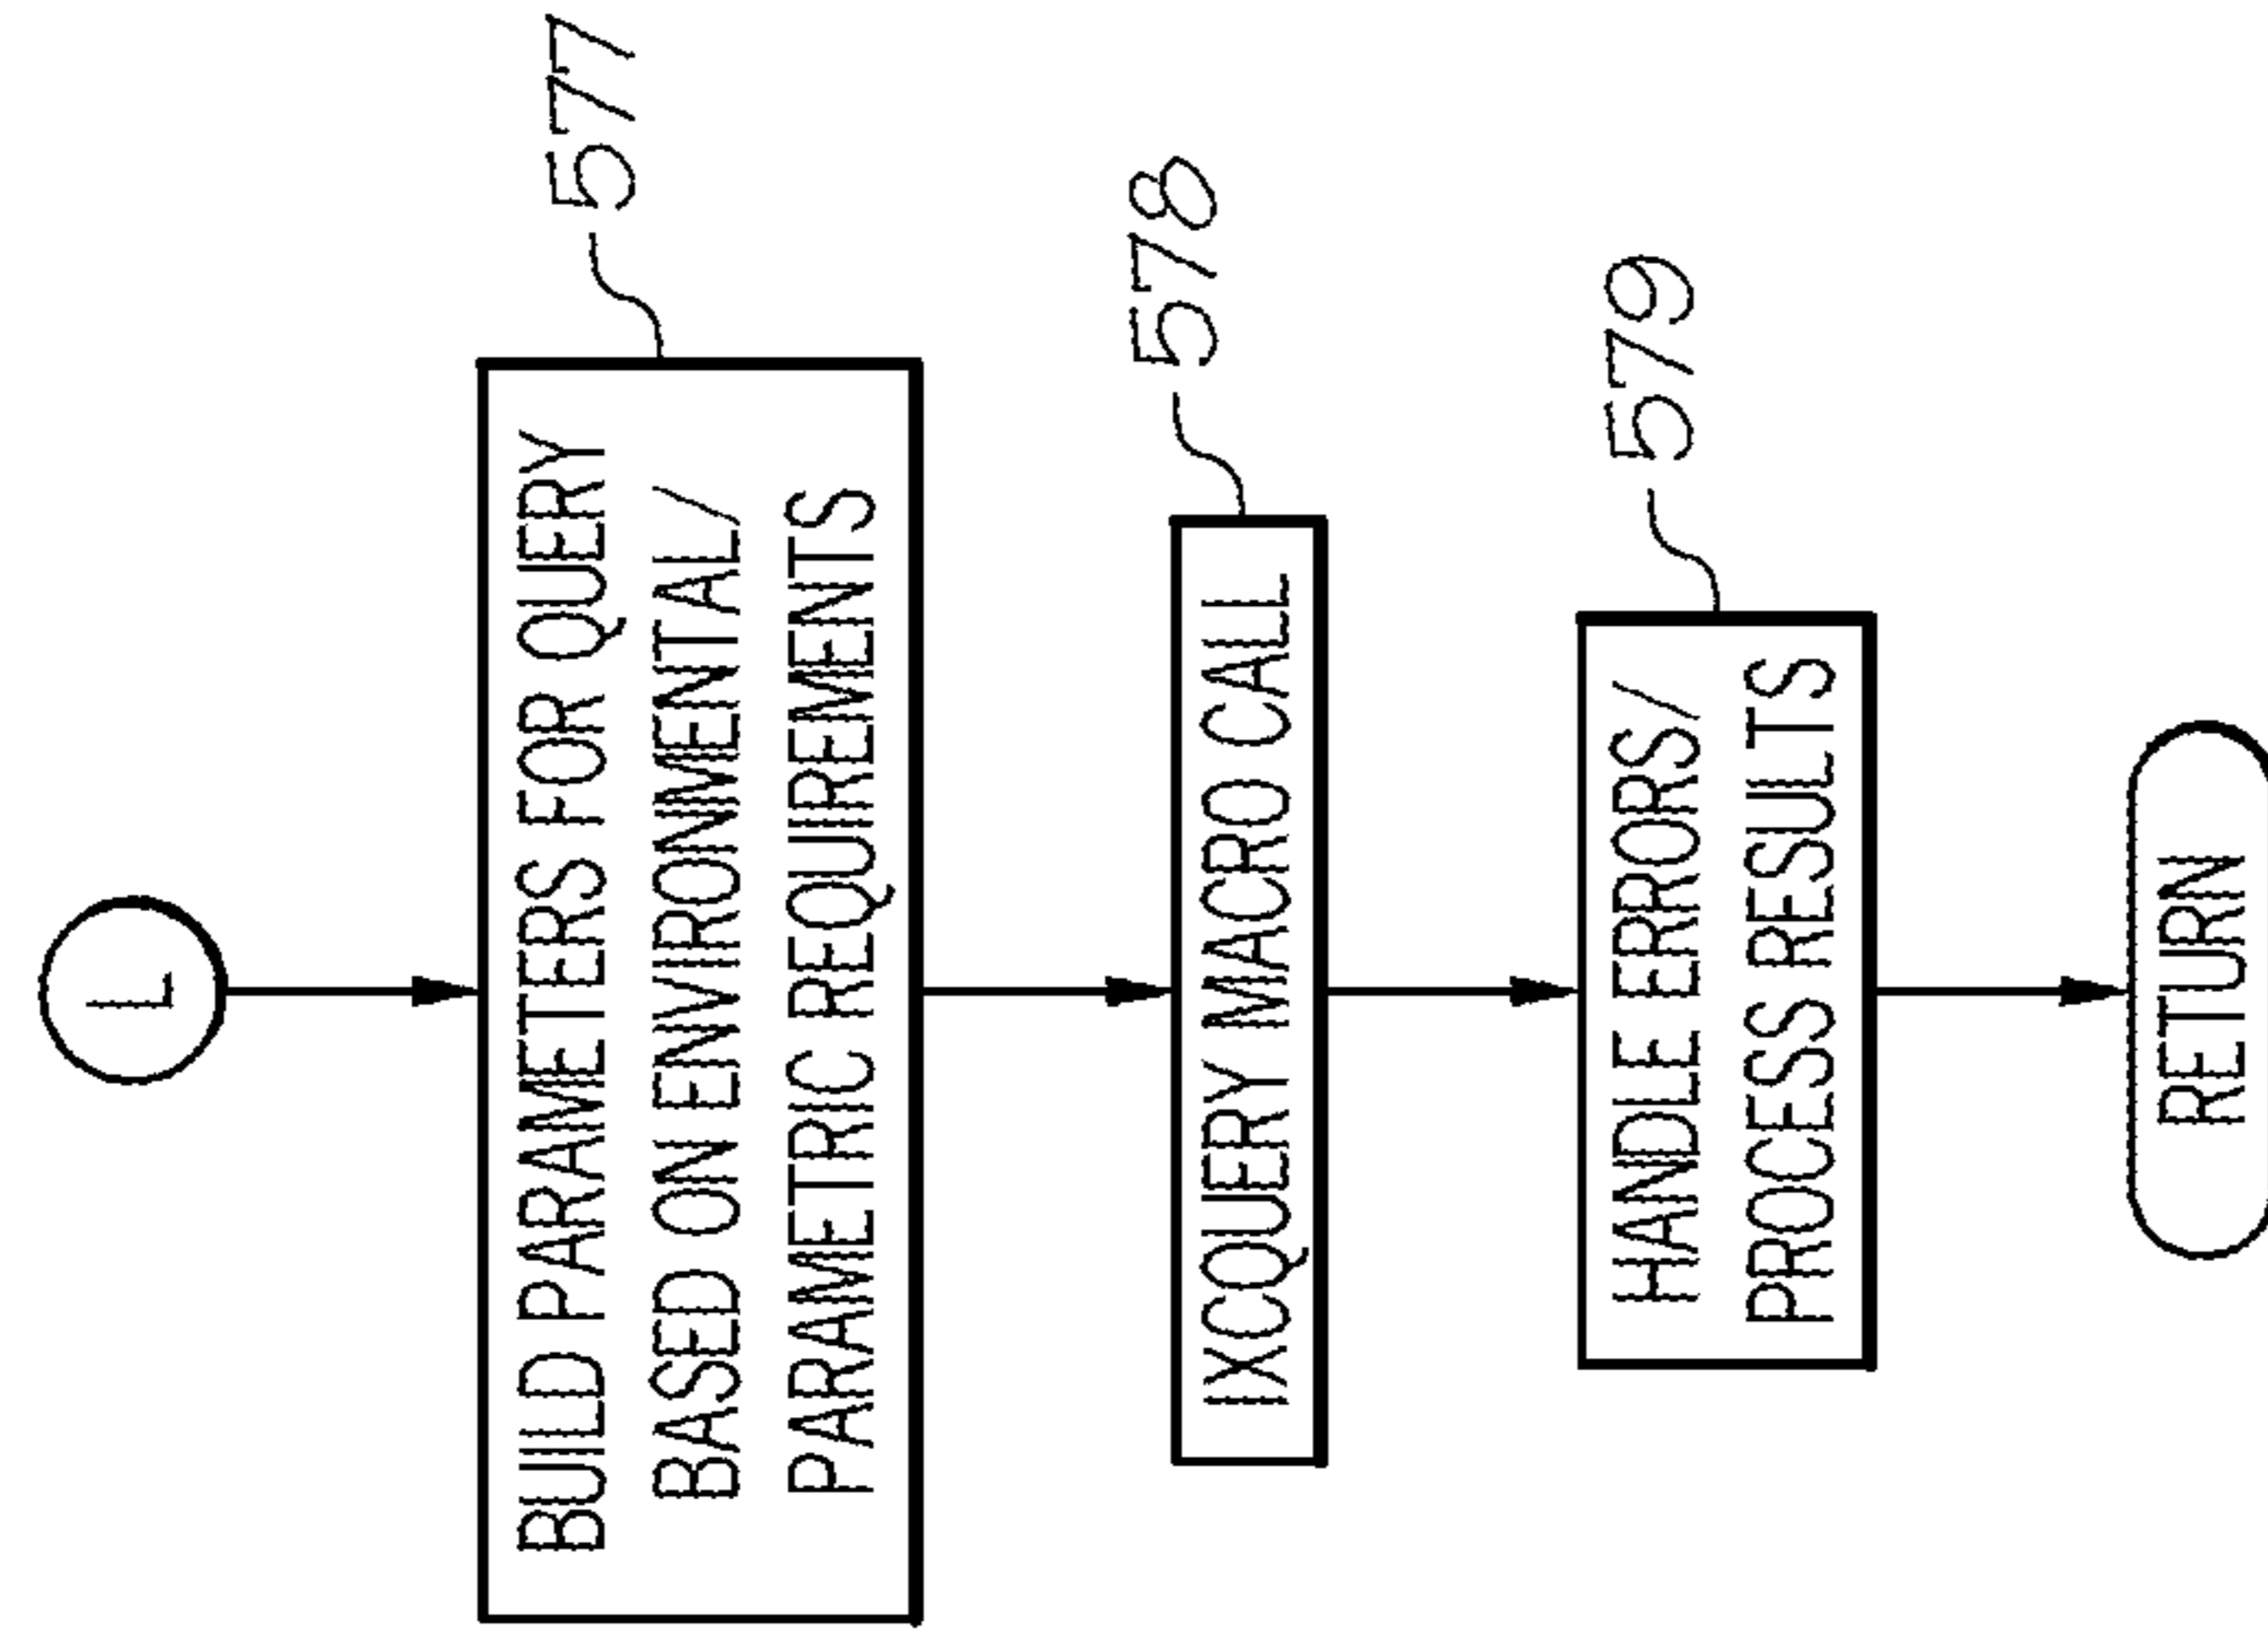 L
577
BUILD PARAMETERS FOR QUERY
BASED ON ENVIRONMENTAL/
PARAMETRIC REQUIREMENTS
578
IXCQUERY MACRO CALL
579
HANDLE ERRORS/
PROCESS RESULTS
RETURN